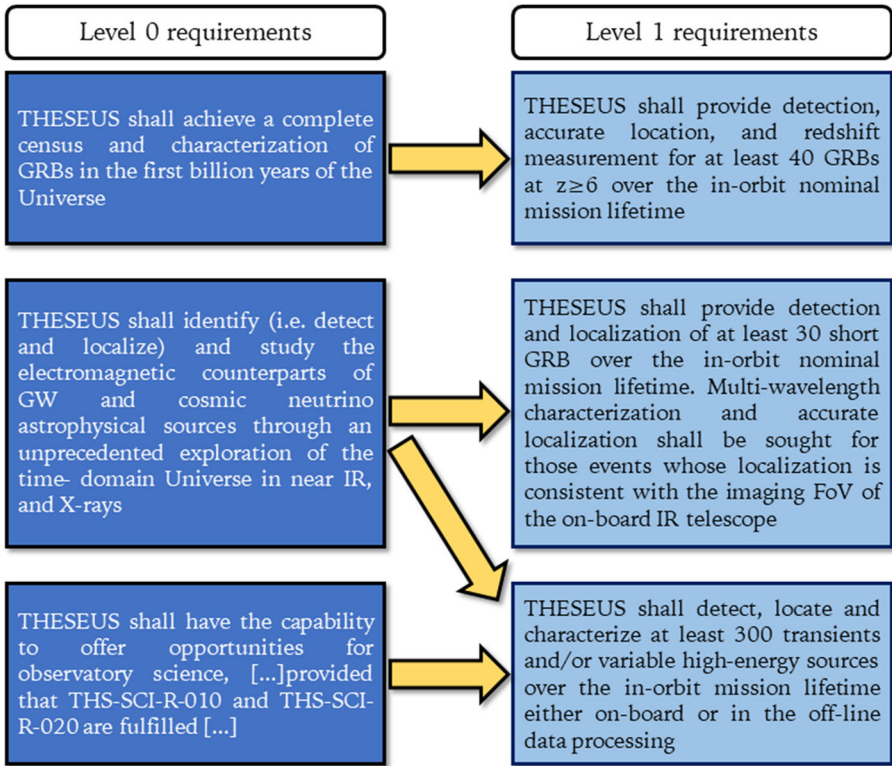 Level 0 requirements
Level 1 requirements
THESEUS shall achieve a complete
census and characterization of
GRBs in the first billion years of the
Universe
THESEUS shall provide detection,
accurate location, and redshift
measurement for at least 40 GRBs
at z≥6 over the in-orbit nominal
mission lifetime
THESEUS shall identify (i.e. detect
and localize) and study the
electromagnetic counterparts of
GW and cosmic neutrino
astrophysical sources through an
unprecedented exploration of the
time- domain Universe in near IR,
and X-rays
THESEUS shall provide detection
and localization of at least 30 short
GRB over the in-orbit nominal
mission lifetime. Multi-wavelength
characterization and accurate
localization shall be sought for
those events whose localization is
consistent with the imaging FoV of
the on-board IR telescope
THESEUS shall have the capability
to offer opportunities for
observatory science, [...]provided
that THS-SCI-R-010 and THS-SCI-
R-020 are fulfilled [...]
THESEUS shall detect, locate and
characterize at least 300 transients
and/or variable high-energy sources
over the in-orbit mission lifetime
either on-board or in the off-line
data processing